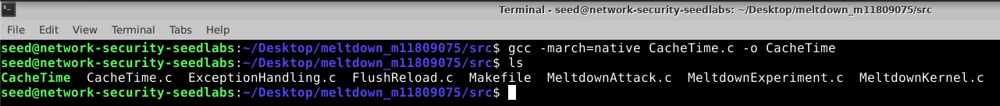 Terminal - seed@network-security-seedlabs: ~/Desktop/meltdown_m11809075/src
File Edit View Terminal Tabs Help
seed@network-security-seedlabs:~/Desktop/meltdown_m11809075/src$ gcc -march=native CacheTime.c -o CacheTime
seed@network-security-seedlabs:~/Desktop/meltdown_m11809075/src$ ls
CacheTime CacheTime.c ExceptionHandling.c FlushReload.c Makefile MeltdownAttack.c MeltdownExperiment.c MeltdownKernel.c
seed@network-security-seedlabs:~/Desktop/meltdown_m11809075/src$